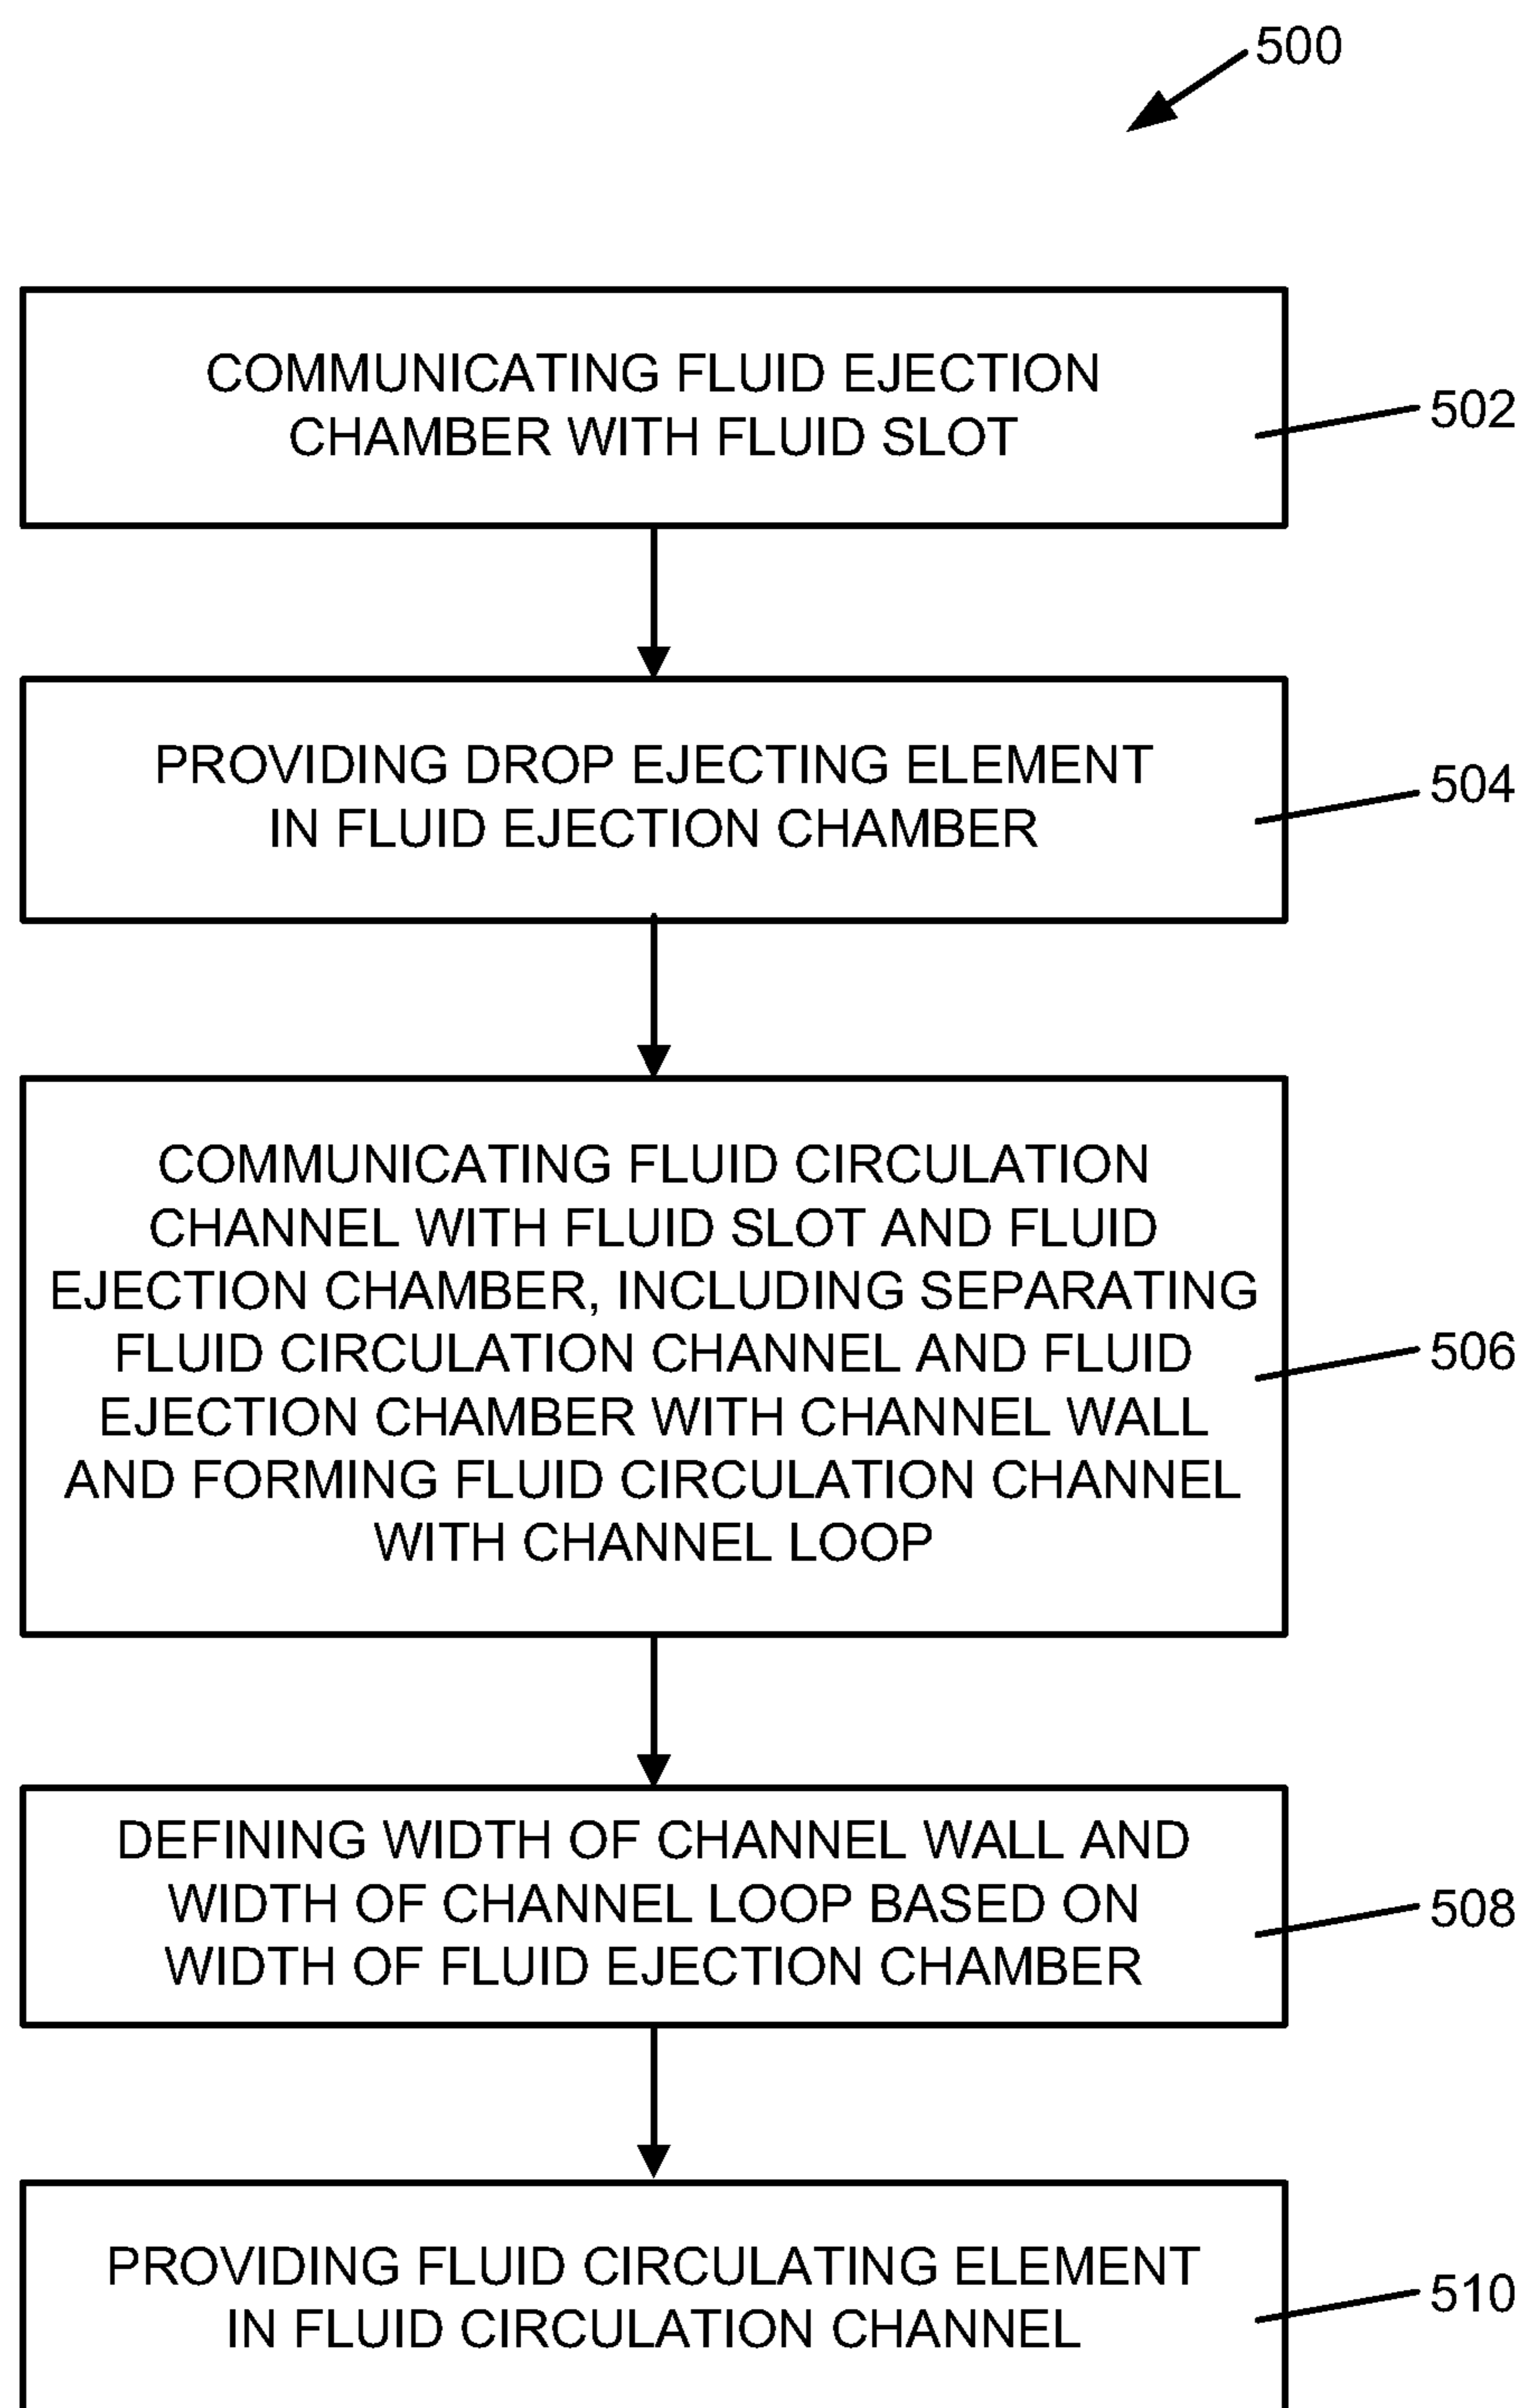 500
COMMUNICATING FLUID EJECTION
CHAMBER WITH FLUID SLOT
502
PROVIDING DROP EJECTING ELEMENT
IN FLUID EJECTION CHAMBER
504
COMMUNICATING FLUID CIRCULATION
CHANNEL WITH FLUID SLOT AND FLUID
EJECTION CHAMBER, INCLUDING SEPARATING
FLUID CIRCULATION CHANNEL AND FLUID
EJECTION CHAMBER WITH CHANNEL WALL
AND FORMING FLUID CIRCULATION CHANNEL
WITH CHANNEL LOOP
506
DEFINING WIDTH OF CHANNEL WALL AND
WIDTH OF CHANNEL LOOP BASED ON
WIDTH OF FLUID EJECTION CHAMBER
508
PROVIDING FLUID CIRCULATING ELEMENT
IN FLUID CIRCULATION CHANNEL
510